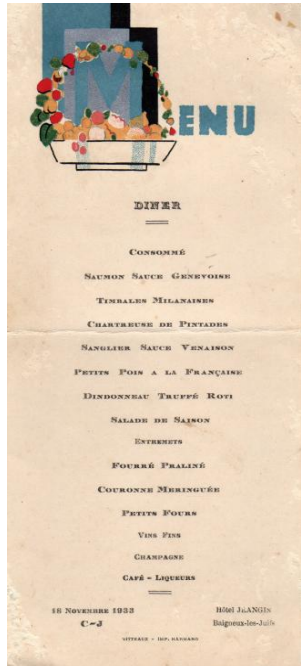 MENU
DINER
CONSOMMÉ
SAUMON SAUCE GENEVOISE
TIMBALES MILANAISES
CHARTREUSE DE PINTADES
SANGLIER SAUCE VENAISON
PETITS POIS A LA FRANÇAISE
DINDONNEAU TRUFFÉ ROTI
SALADE DE SAISON
ENTREMETS
FOURRÉ PRALINÉ
COURONNE MERINGUÉE
PETITS FOURS
VINS FINS
CHAMPAGNE
CAFÉ - LIQUEURS
15 NOVEMBRE 1933
C-J
Hôtel JEANGIN
Baigneux-les-Juifs